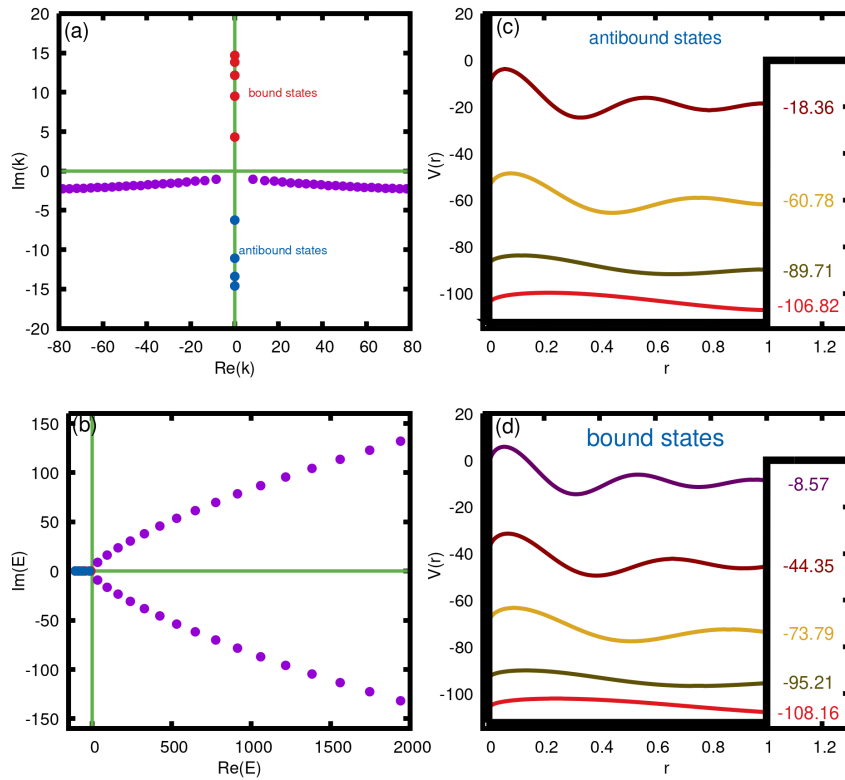 (a)
20
15
10
5
0
-5
-10
-15
-20
Im(k)
bound states
antibound states
-80 -60 -40 -20 0 20 40 60 80
Re(k)
(c)
antibound states
20
0
-20
-40
-60
-80
-100
V(r)
-18.36
-60.78
-89.71
-106.82
0 0.2 0.4 0.6 0.8 1 1.2
r
(b)
150
100
50
0
-50
-100
-150
Im(E)
0 500 1000 1500 2000
Re(E)
(d)
bound states
20
0
-20
-40
-60
-80
-100
V(r)
-8.57
-44.35
-73.79
-95.21
-108.16
0 0.2 0.4 0.6 0.8 1 1.2
r